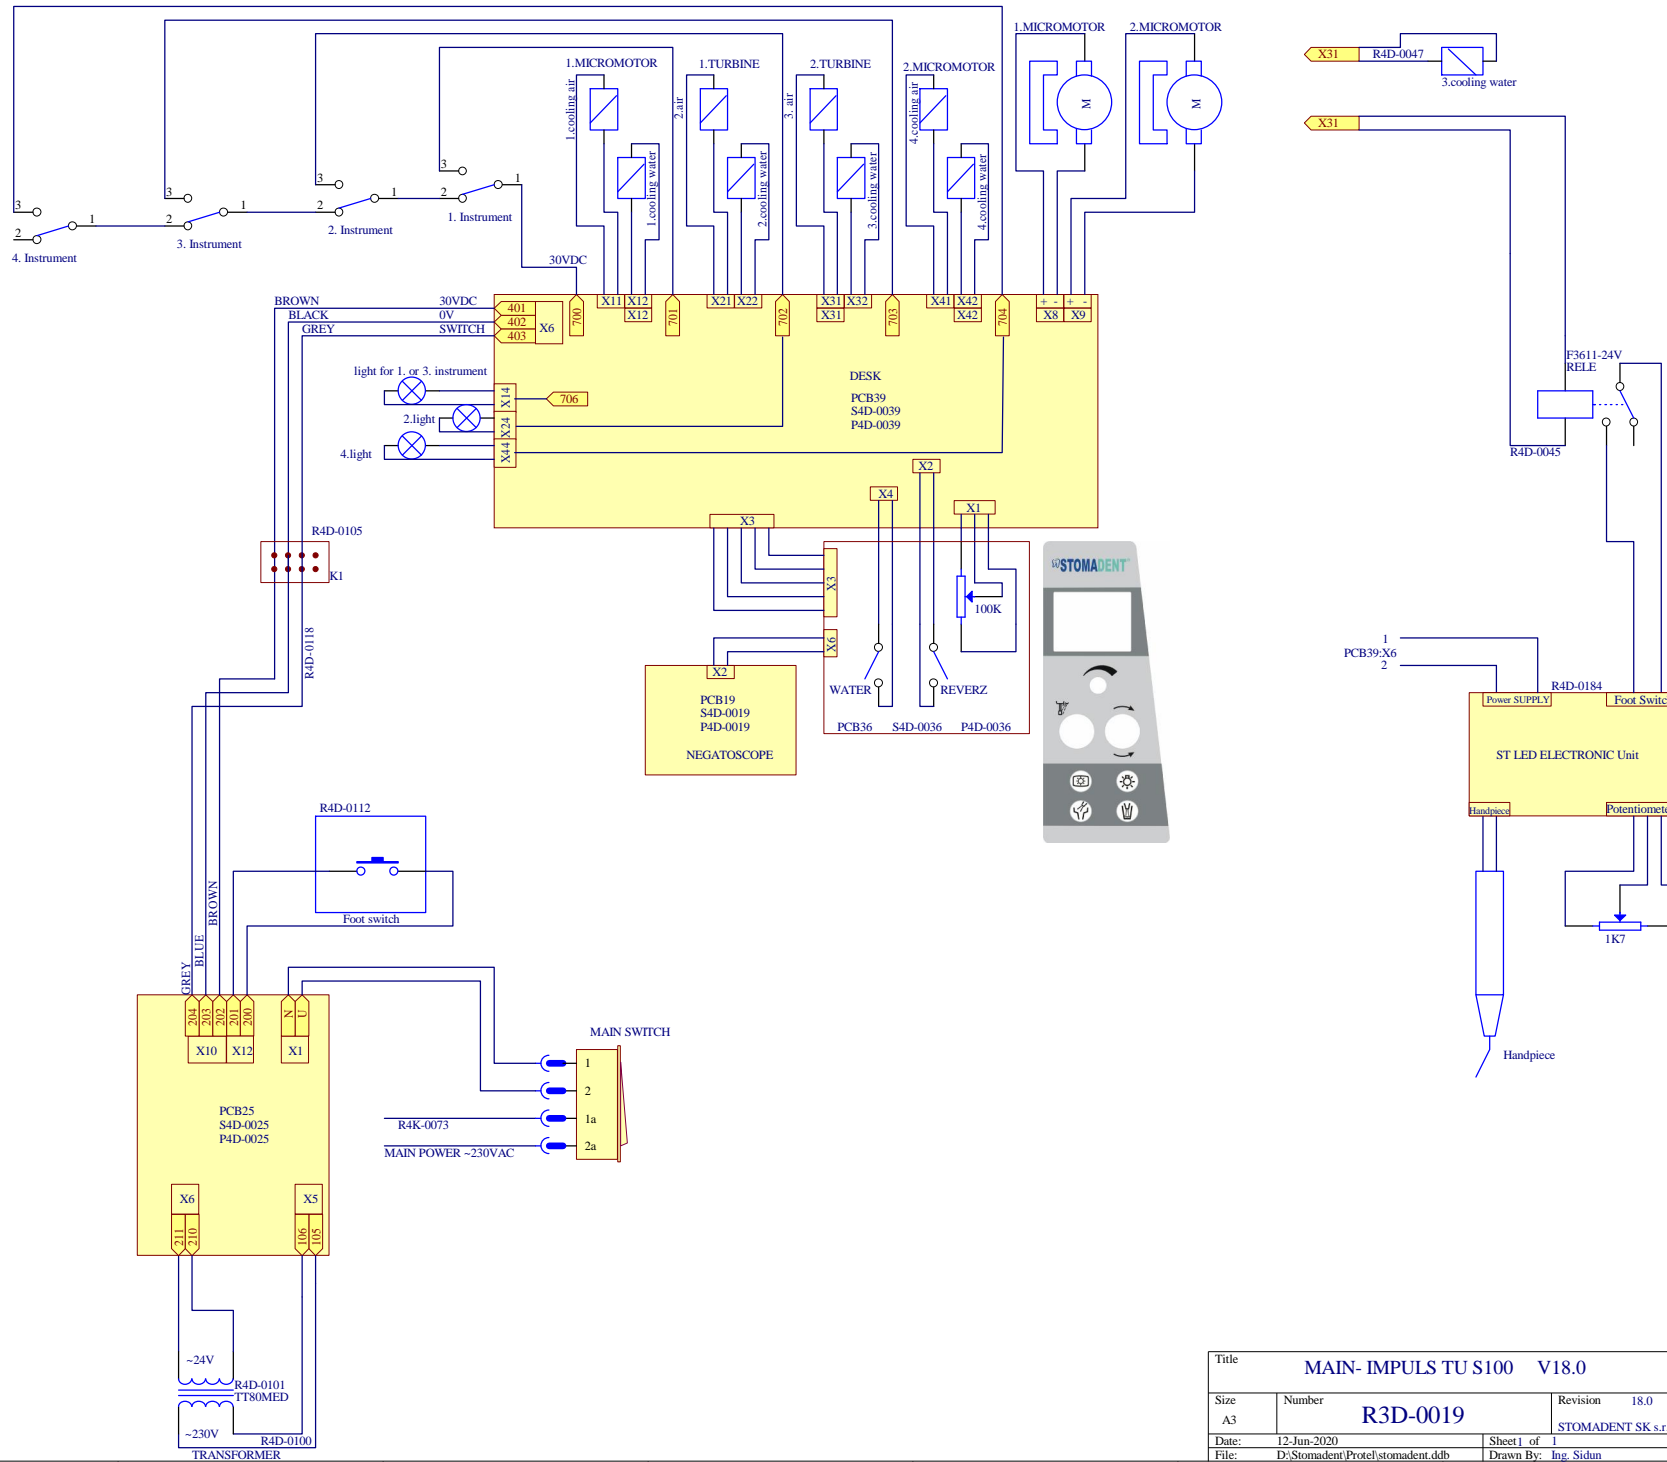 1.MICROMOTOR
2.MICROMOTOR
X31
R4D-0047
3.cooling water
X31
1.MICROMOTOR
1.TURBINE
2.TURBINE
2.MICROMOTOR
1.cooling air
2.air
3. air
4.cooling air
M
M
1.cooling water
2.cooling water
3.cooling water
4.cooling water
3
2
1
4. Instrument
3
2
1
3. Instrument
3
2
1
2. Instrument
3
2
1
1. Instrument
30VDC
BROWN
30VDC
BLACK
0V
GREY
SWITCH
401
402
403
X6
700
X11
X12
X12
701
X21
X22
702
X31
X32
X31
703
X41
X42
X42
704
+ -
+ -
X8
X9
light for 1. or 3. instrument
X14
706
2.light
X24
4.light
X44
DESK
PCB39
S4D-0039
P4D-0039
F3611-24V
RELE
R4D-0045
X2
X4
X1
X3
R4D-0105
K1
R4D-0118
X3
X6
100K
WATER
REVERZ
PCB36
S4D-0036
P4D-0036
X2
PCB19
S4D-0019
P4D-0019
NEGATOSCOPE
STOMADENT
1
PCB39:X6
2
R4D-0184
Power SUPPLY
Foot Switc
ST LED ELECTRONIC Unit
Handpiece
Potentiomete
1K7
Handpiece
R4D-0112
Foot switch
GREY
BLUE
BROWN
204
203
202
201
200
N
U
X10
X12
X1
PCB25
S4D-0025
P4D-0025
X6
X5
211
210
106
105
MAIN SWITCH
1
2
1a
2a
R4K-0073
MAIN POWER ~230VAC
~24V
R4D-0101
TT80MED
~230V
R4D-0100
TRANSFORMER
Title
MAIN- IMPULS TU S100 V18.0
Size
A3
Number
R3D-0019
Revision 18.0
STOMADENT SK s.r
Date: 12-Jun-2020
Sheet 1 of 1
File: D:\Stomadent\Protel\stomadent.ddb
Drawn By: Ing. Sidun